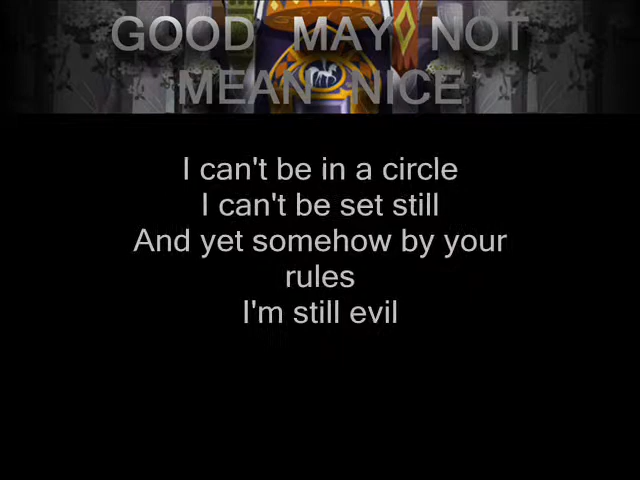 GOOD MAY NOT
MEAN NICE
I can't be in a circle
I can't be set still
And yet somehow by your
rules
I'm still evil